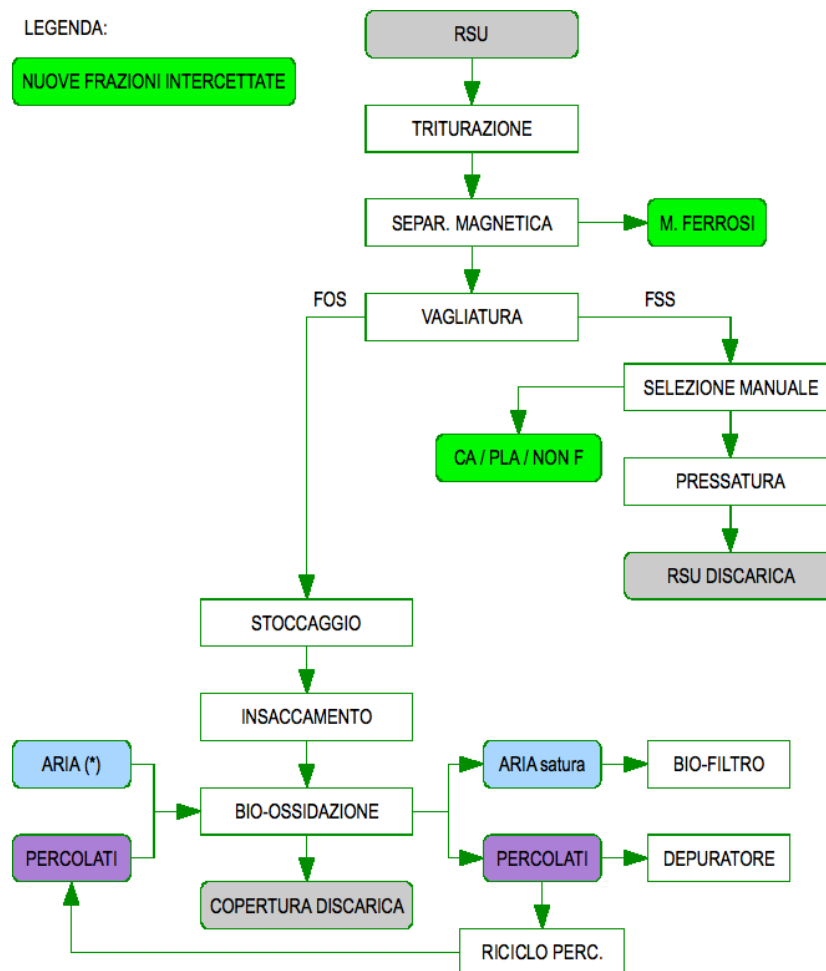 LEGENDA:
RSU
NUOVE FRAZIONI INTERCETTATE
TRITURAZIONE
SEPAR. MAGNETICA
M. FERROSI
FOS
VAGLIATURA
FSS
SELEZIONE MANUALE
CA / PLA / NON F
PRESSATURA
RSU DISCARICA
STOCCAGGIO
INSACCAMENTO
ARIA (*)
ARIA satura
BIO-FILTRO
BIO-OSSIDAZIONE
PERCOLATI
PERCOLATI
DEPURATORE
COPERTURA DISCARICA
RICICLO PERC.